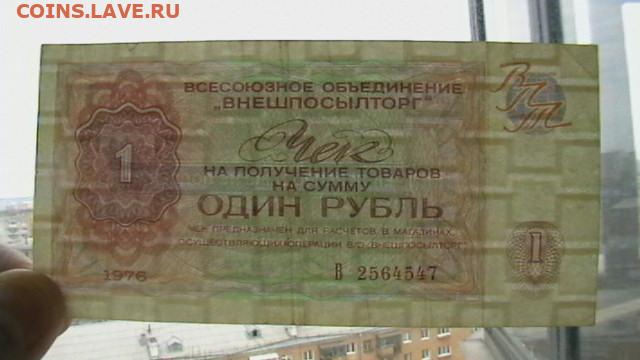 COINS.LAVE.RU
ВСЕСОЮЗНОЕ ОБЪЕДИНЕНИЕ
„ВНЕШПОСЫЛТОРГ"
ВПТ
Чек
1
НА ПОЛУЧЕНИЕ ТОВАРОВ
НА СУММУ
ОДИН РУБЛЬ
ЧЕК ПРЕДНАЗНАЧЕН ДЛЯ РАСЧЕТОВ В МАГАЗИНАХ,
ОСУЩЕСТВЛЯЮЩИХ ОПЕРАЦИИ В/О „ВНЕШПОСЫЛТОРГ"
1
1976
В 2564547